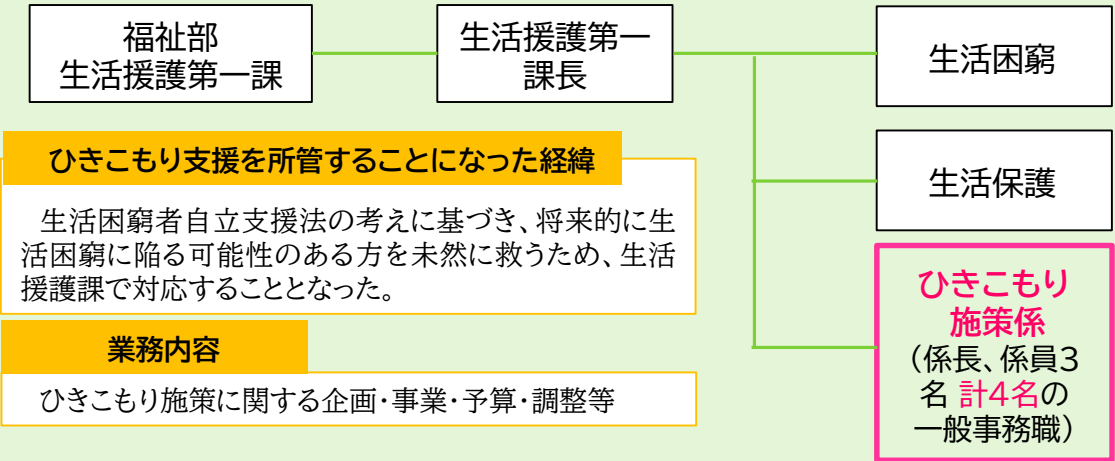 福祉部
生活援護第一課
生活援護第一
課長
生活困窮
ひきこもり支援を所管することになった経緯
生活困窮者自立支援法の考えに基づき、将来的に生
活困窮に陥る可能性のある方を未然に救うため、生活
援護課で対応することとなった。
生活保護
業務内容
ひきこもり施策に関する企画・事業・予算・調整等
ひきこもり
施策係
（係長、係員3
名 計4名の
一般事務職）